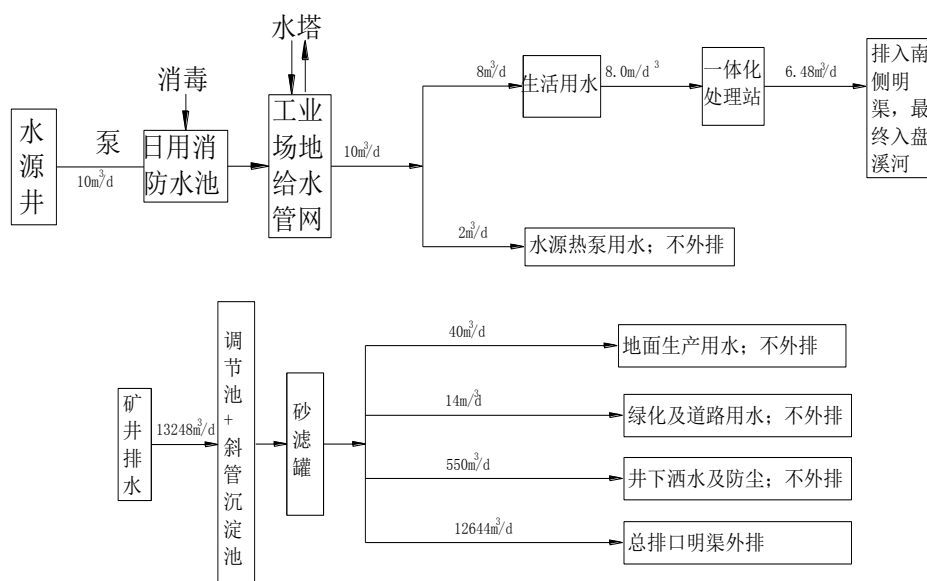 水塔
消毒
水
源
井
泵
10m³/d
日用消
防水池
工业
场地
给水
管网
10m³/d
8m³/d
生活用水
8.0m/d ³
一体化
处理站
6.48m³/d
排入南
侧明
渠，最
终入盘
溪河
2m³/d
水源热泵用水；不外排
矿
井
排
水
13248m³/d
调
节
池
+
斜
管
沉
淀
池
砂
滤
罐
40m³/d
地面生产用水；不外排
14m/³d
绿化及道路用水；不外排
550m³/d
井下洒水及防尘；不外排
12644m³/d
总排口明渠外排